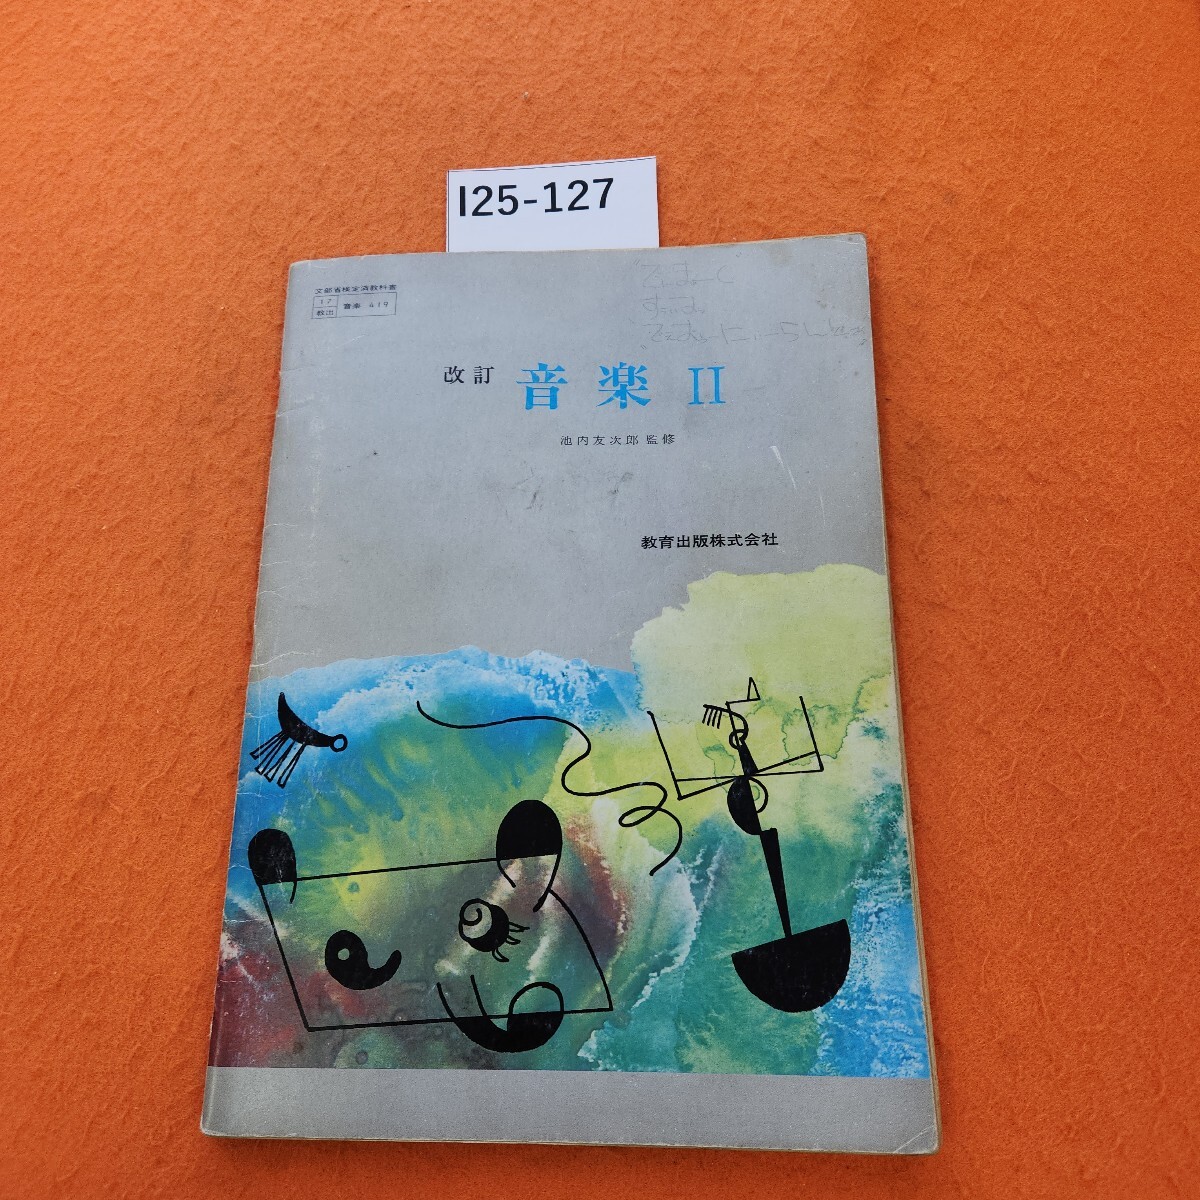 I25-127
文部省検定済教科書
17
教出
音楽 419
改訂 音楽 II
池内友次郎 監修
教育出版株式会社